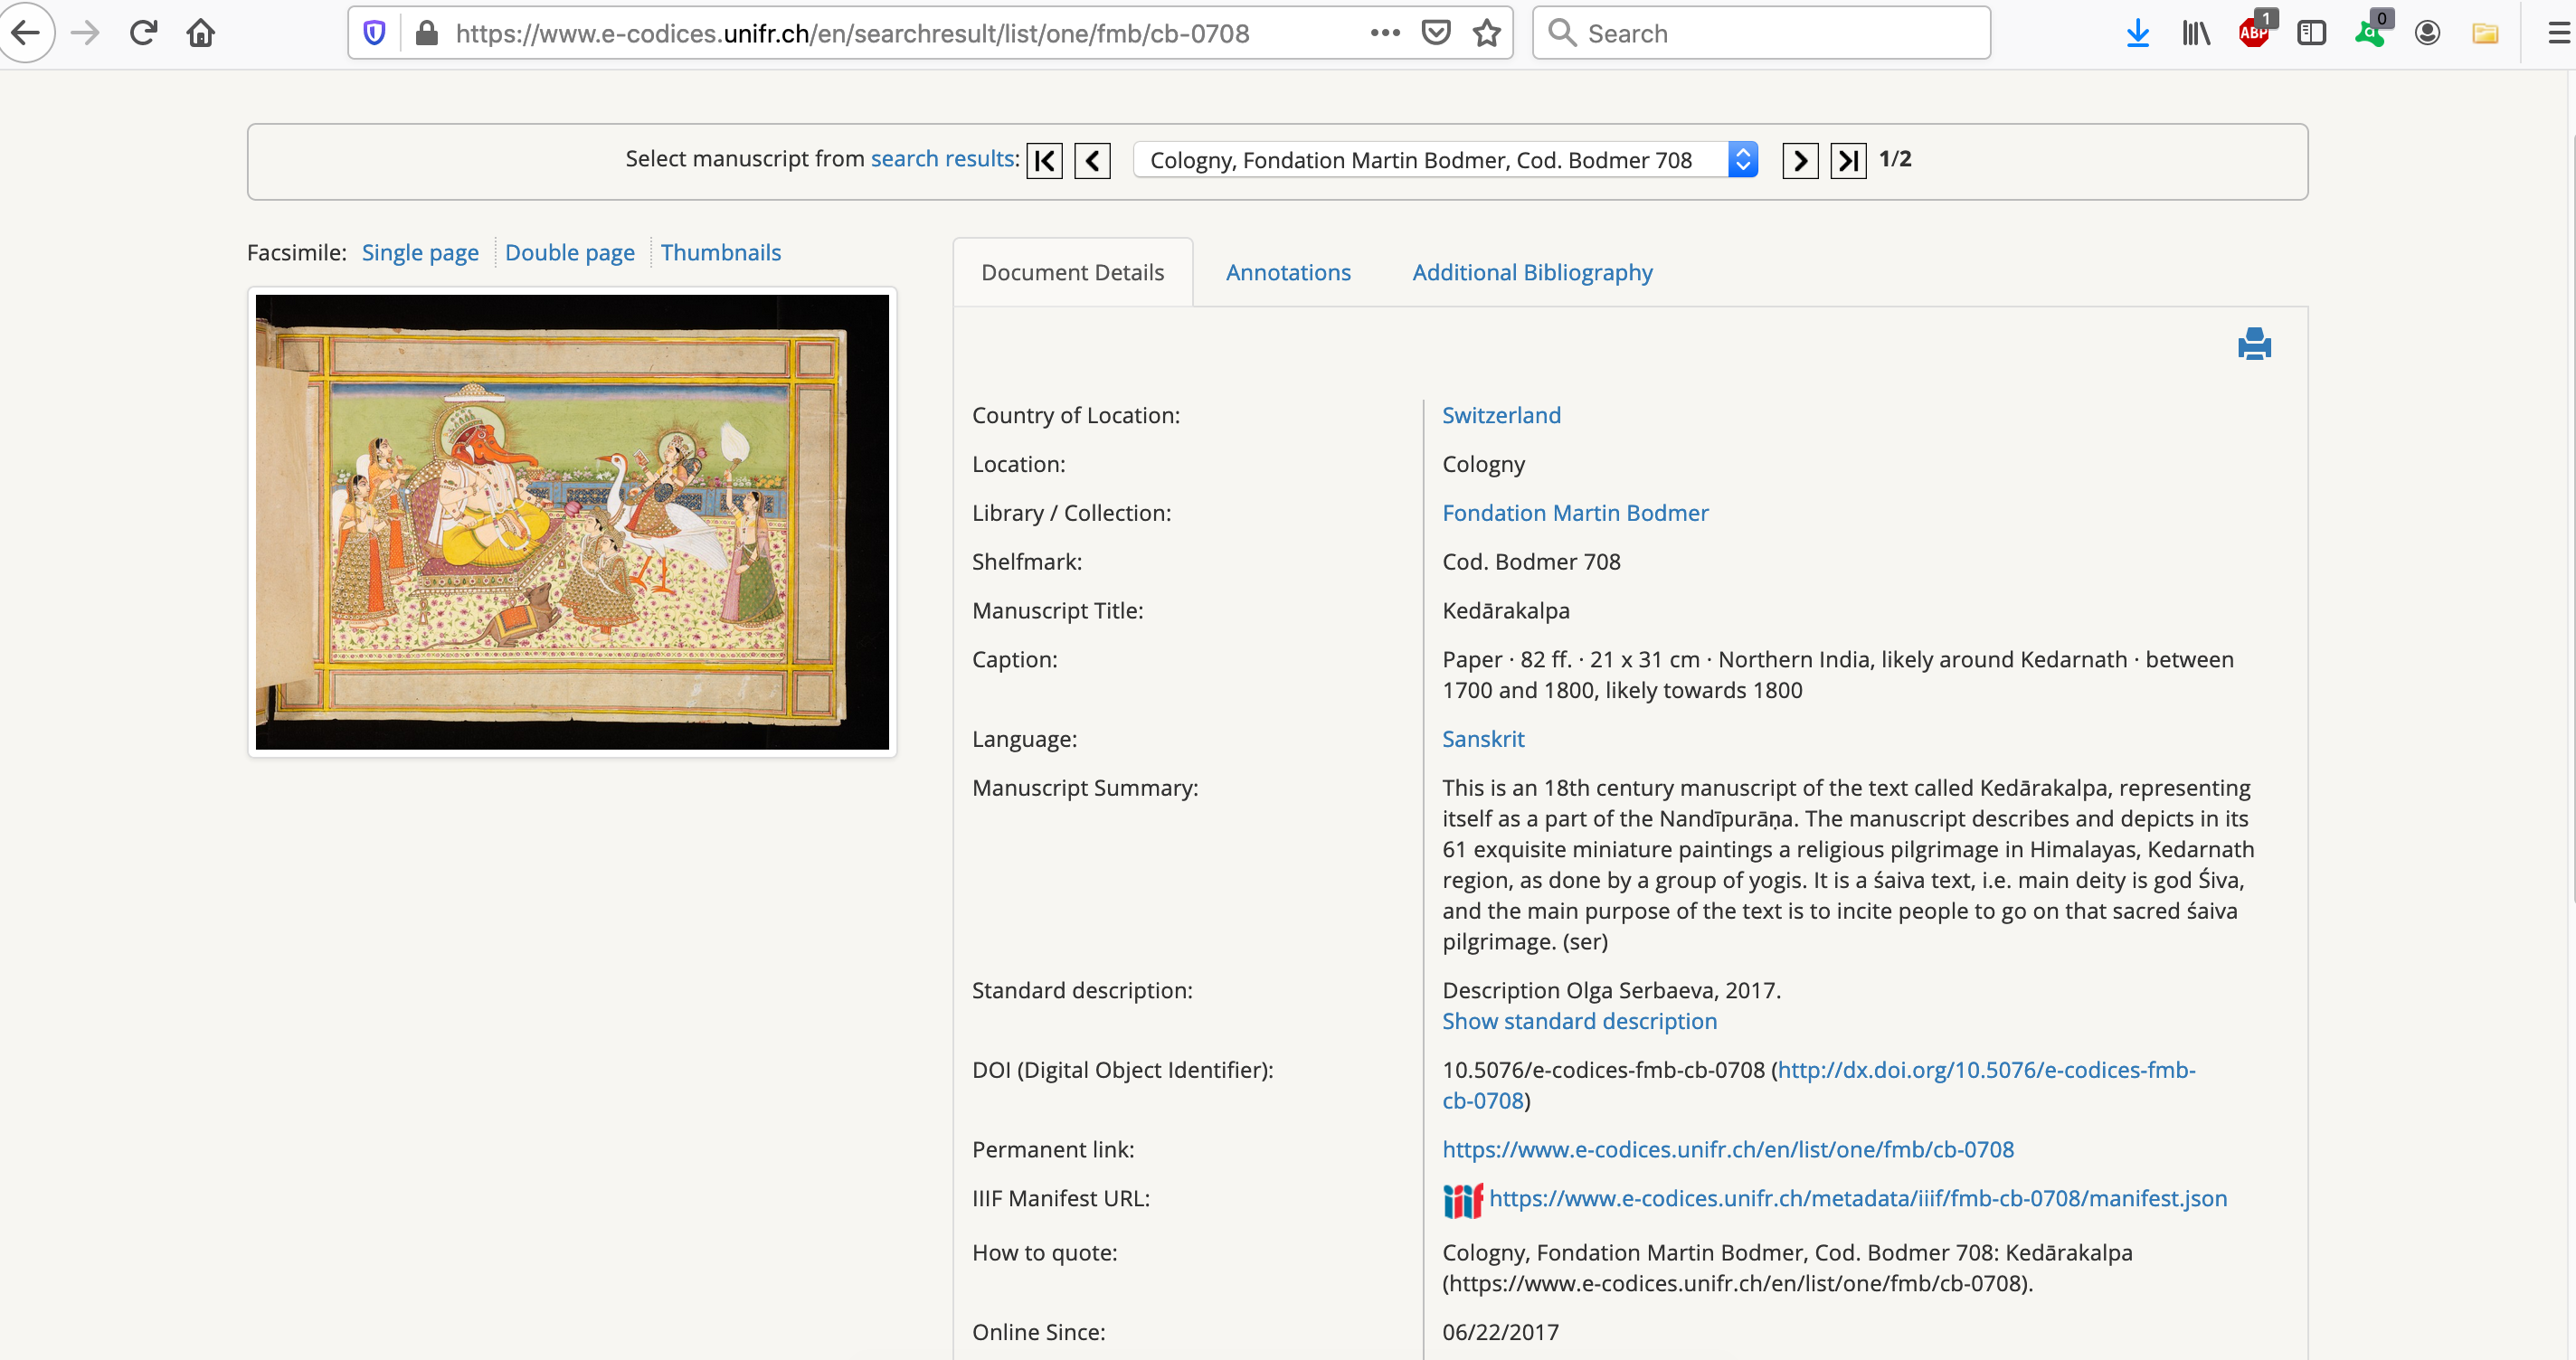 https://www.e-codices.unifr.ch/en/searchresult/list/one/fmb/cb-0708
Search
ABP
1
0
Select manuscript from search results:
Cologny, Fondation Martin Bodmer, Cod. Bodmer 708
1/2
Facsimile: Single page Double page Thumbnails
Document Details Annotations Additional Bibliography
Country of Location: Switzerland
Location: Cologny
Library / Collection: Fondation Martin Bodmer
Shelfmark: Cod. Bodmer 708
Manuscript Title: Kedārakalpa
Caption: Paper · 82 ff. · 21 x 31 cm · Northern India, likely around Kedarnath · between
1700 and 1800, likely towards 1800
Language: Sanskrit
Manuscript Summary: This is an 18th century manuscript of the text called Kedārakalpa, representing
itself as a part of the Nandīpurāṇa. The manuscript describes and depicts in its
61 exquisite miniature paintings a religious pilgrimage in Himalayas, Kedarnath
region, as done by a group of yogis. It is a śaiva text, i.e. main deity is god Śiva,
and the main purpose of the text is to incite people to go on that sacred śaiva
pilgrimage. (ser)
Standard description: Description Olga Serbaeva, 2017.
Show standard description
DOI (Digital Object Identifier): 10.5076/e-codices-fmb-cb-0708 (http://dx.doi.org/10.5076/e-codices-fmb-
cb-0708)
Permanent link: https://www.e-codices.unifr.ch/en/list/one/fmb/cb-0708
IIIF Manifest URL: iiif https://www.e-codices.unifr.ch/metadata/iiif/fmb-cb-0708/manifest.json
How to quote: Cologny, Fondation Martin Bodmer, Cod. Bodmer 708: Kedārakalpa
(https://www.e-codices.unifr.ch/en/list/one/fmb/cb-0708).
Online Since: 06/22/2017